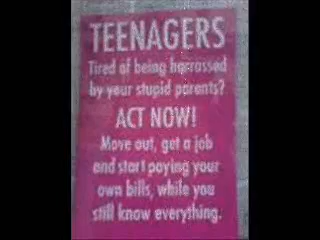 TEENAGERS
Tired of being harrassed
by your stupid parents?
ACT NOW!
Move out, get a job
and start paying your
own bills, while you
still know everything.